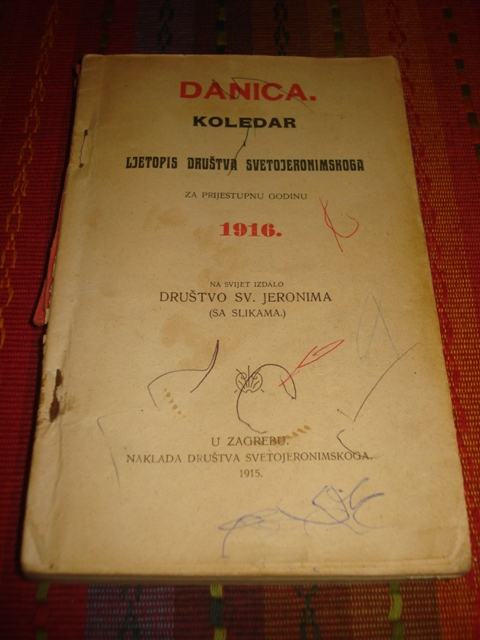 DANICA.
KOLEDAR
I
LJETOPIS DRUŠTVA SVETOJERONIMSKOGA
ZA PRIJESTUPNU GODINU
1916.
NA SVIJET IZDALO
DRUŠTVO SV. JERONIMA
(SA SLIKAMA.)
U ZAGREBU.
NAKLADA DRUŠTVA SVETOJERONIMSKOGA.
1915.